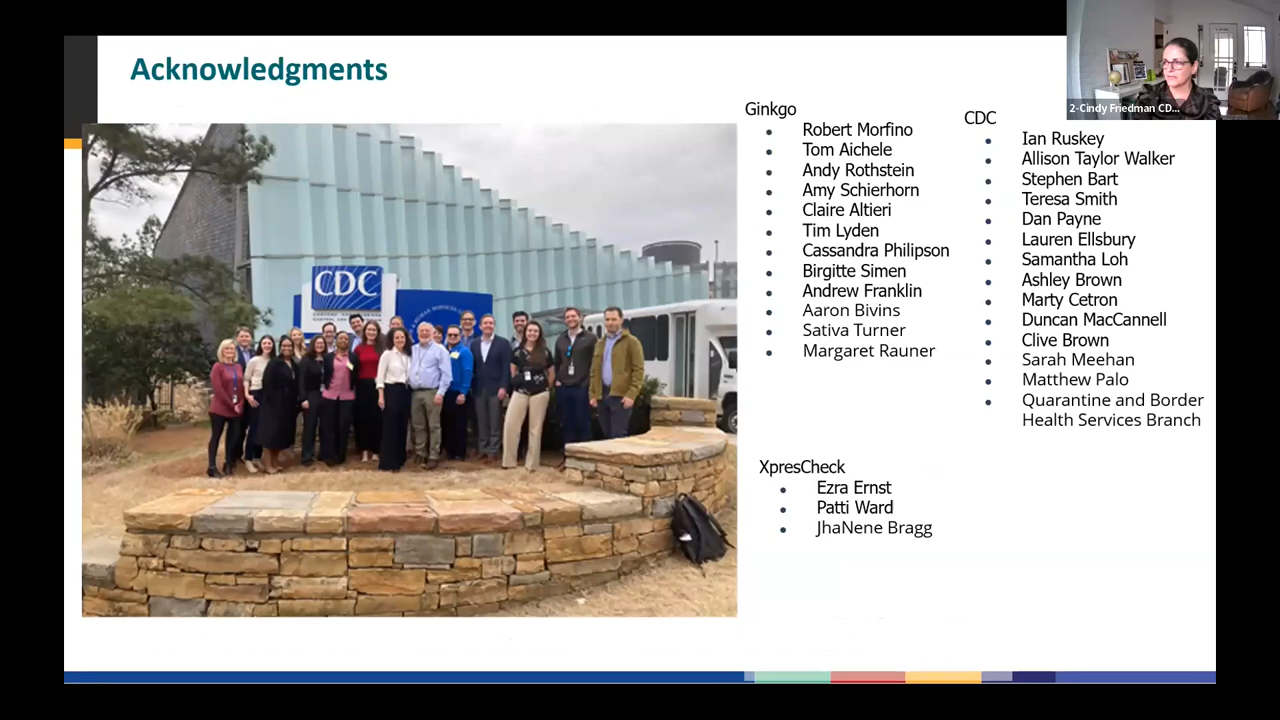 Acknowledgments
2-Cindy Friedman CD...
CDC
Ginkgo
Robert Morfino
Tom Aichele
Andy Rothstein
Amy Schierhorn
Claire Altieri
Tim Lyden
Cassandra Philipson
Birgitte Simen
Andrew Franklin
Aaron Bivins
Sativa Turner
Margaret Rauner
CDC
Ian Ruskey
Allison Taylor Walker
Stephen Bart
Teresa Smith
Dan Payne
Lauren Ellsbury
Samantha Loh
Ashley Brown
Marty Cetron
Duncan MacCannell
Clive Brown
Sarah Meehan
Matthew Palo
Quarantine and Border
Health Services Branch
XpresCheck
Ezra Ernst
Patti Ward
JhaNene Bragg